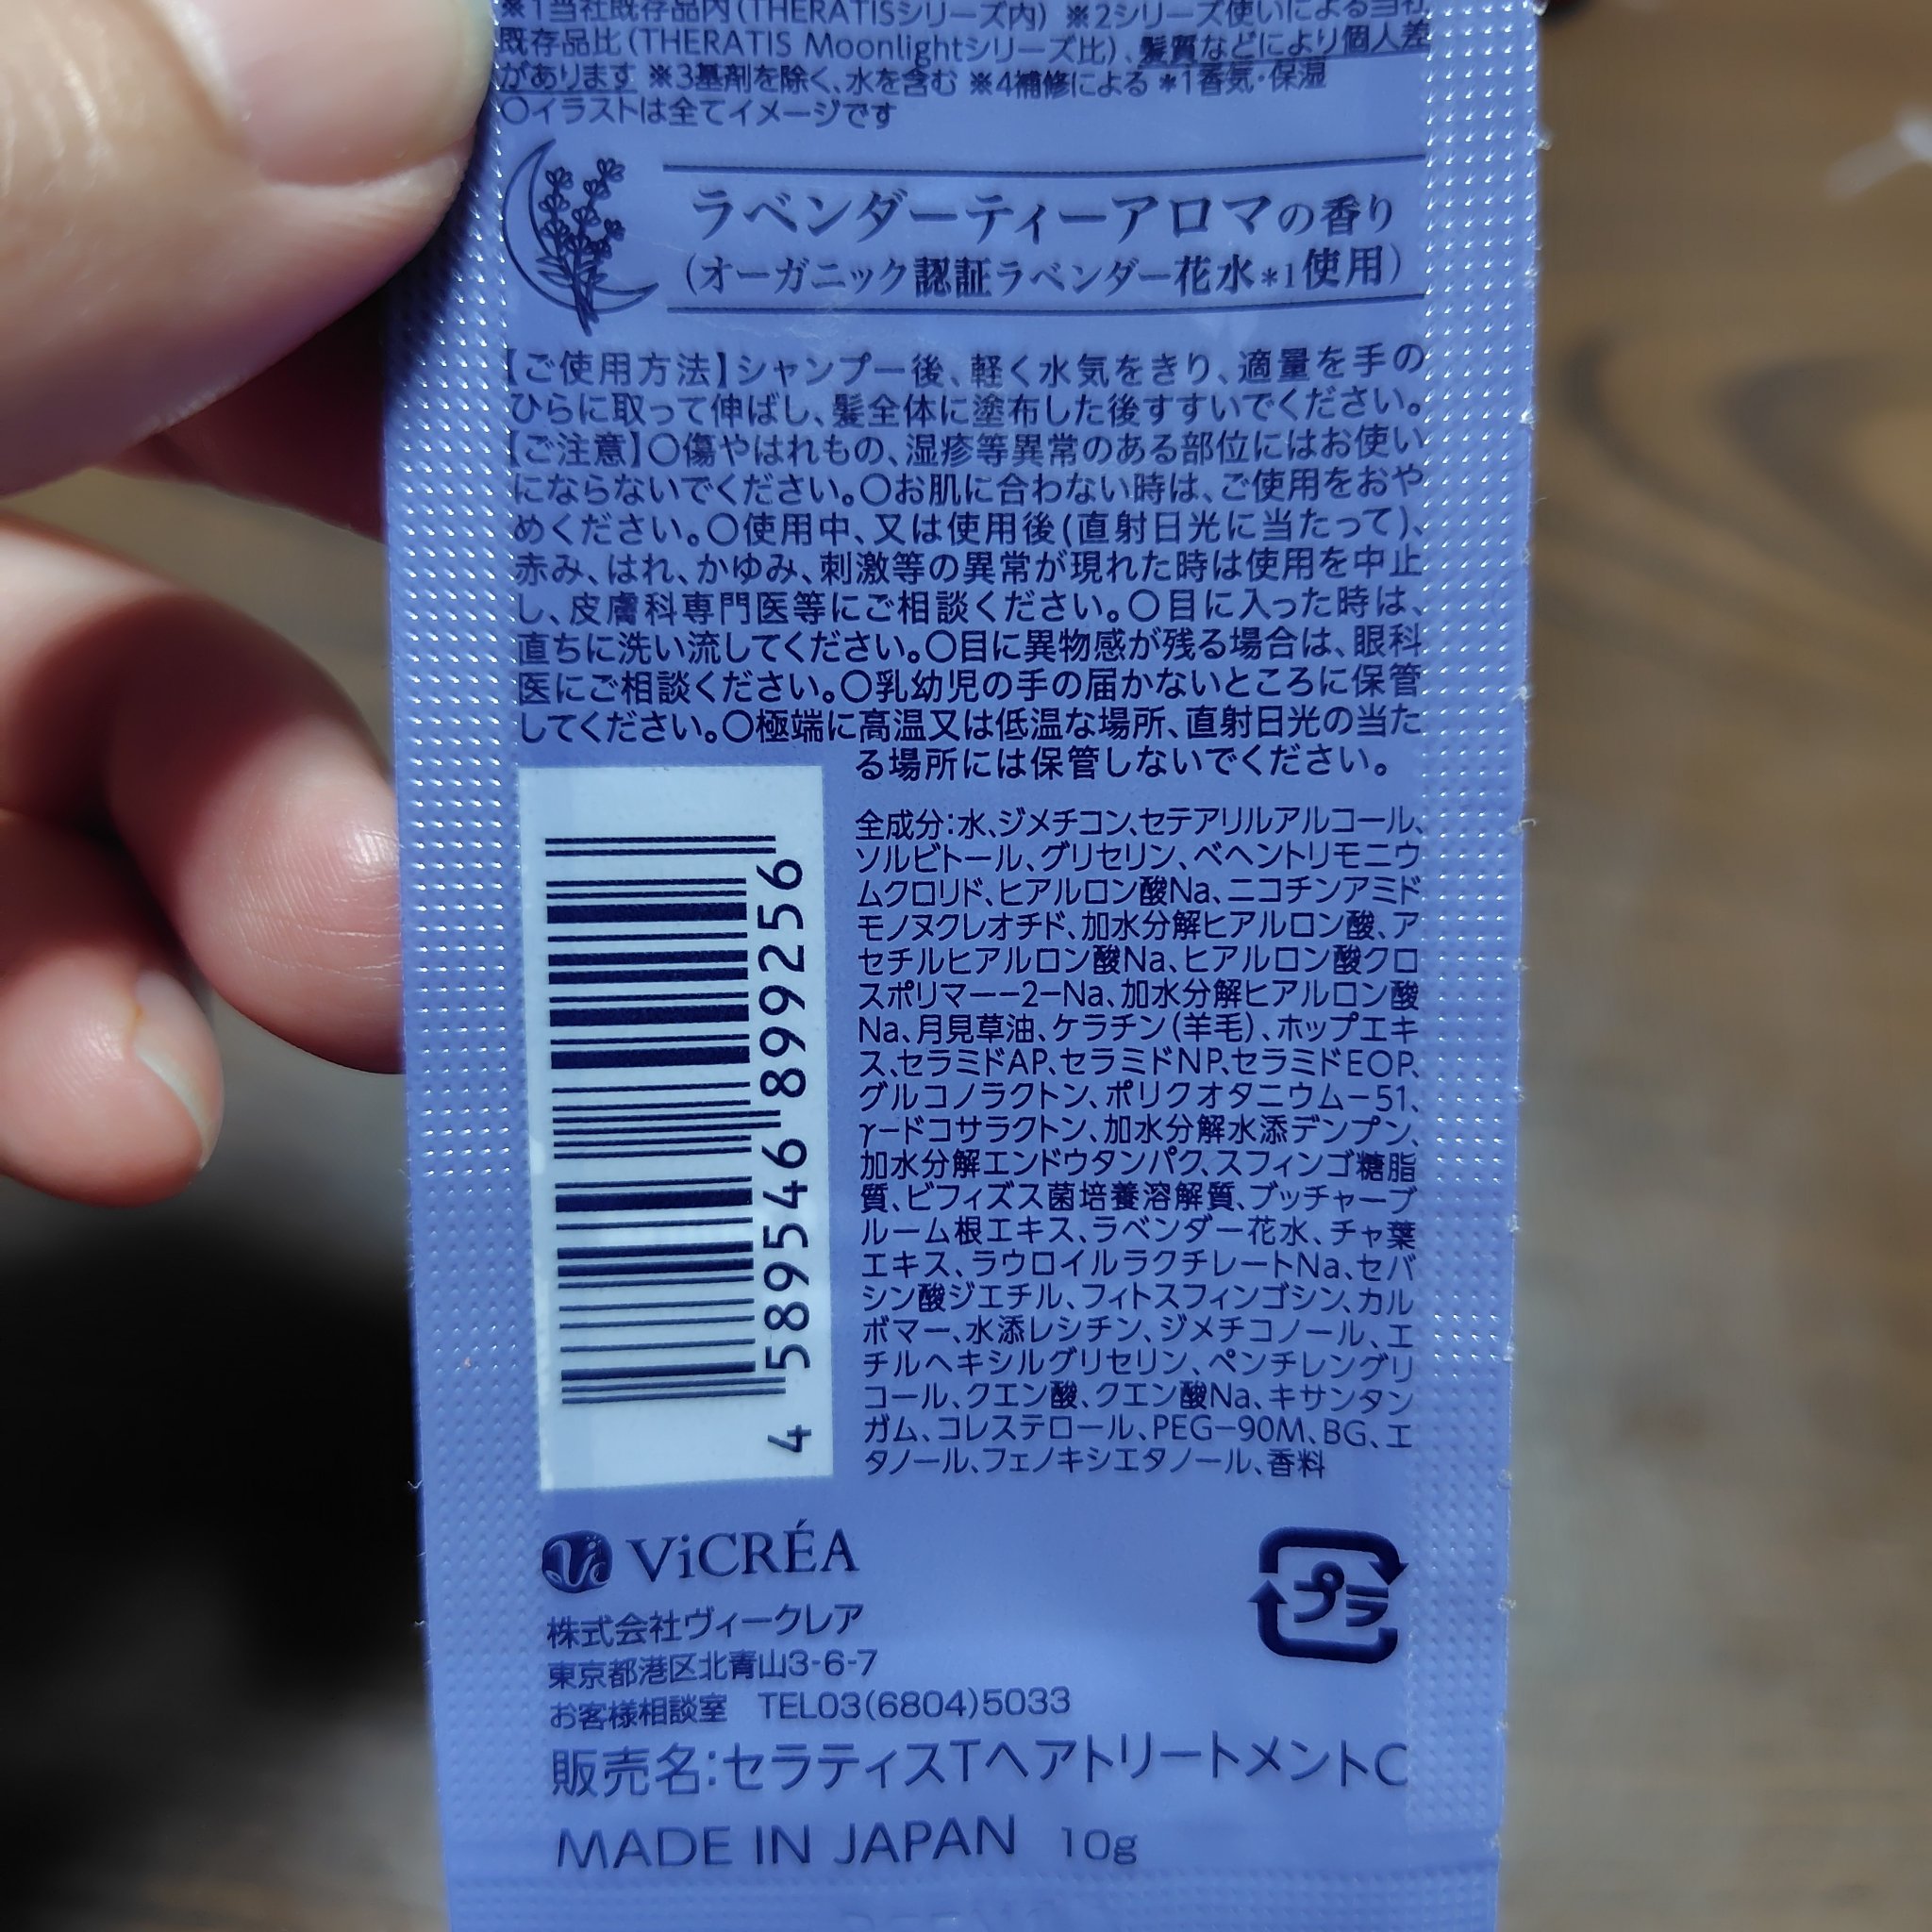 ※1当社既存品内(THERATISシリーズ内) ※2シリーズ使いによる当社
既存品比(THERATIS Moonlightシリーズ比)、髪質などにより個人差
があります ※3基剤を除く、水を含む ※4補修による *1香気・保湿
〇イラストは全てイメージです
ラベンダーティーアロマの香り
(オーガニック認証ラベンダー花水*1使用)
【ご使用方法】シャンプー後、軽く水気をきり、適量を手の
ひらに取って伸ばし、髪全体に塗布した後すすいでください。
【ご注意】〇傷やはれもの、湿疹等異常のある部位にはお使い
にならないでください。〇お肌に合わない時は、ご使用をおや
めください。〇使用中、又は使用後(直射日光に当たって)、
赤み、はれ、かゆみ、刺激等の異常が現れた時は使用を中止
し、皮膚科専門医等にご相談ください。〇目に入った時は、
直ちに洗い流してください。〇目に異物感が残る場合は、眼科
医にご相談ください。〇乳幼児の手の届かないところに保管
してください。〇極端に高温又は低温な場所、直射日光の当た
る場所には保管しないでください。
全成分:水、ジメチコン、セテアリルアルコール、
ソルビトール、グリセリン、ベヘントリモニウ
ムクロリド、ヒアルロン酸Na、ニコチンアミド
モノヌクレオチド、加水分解ヒアルロン酸、ア
セチルヒアルロン酸Na、ヒアルロン酸クロ
スポリマー−2−Na、加水分解ヒアルロン酸
Na、月見草油、ケラチン(羊毛)、ホップエキ
ス、セラミドAP、セラミドNP、セラミドEOP、
グルコノラクトン、ポリクオタニウム−51、
γ−ドコサラクトン、加水分解水添デンプン、
加水分解エンドウタンパク、スフィンゴ糖脂
質、ビフィズス菌培養溶解質、ブッチャーブ
ルーム根エキス、ラベンダー花水、チャ葉
エキス、ラウロイルラクチレートNa、セバ
シン酸ジエチル、フィトスフィンゴシン、カル
ボマー、水添レシチン、ジメチコノール、エ
チルヘキシルグリセリン、ペンチレングリ
コール、クエン酸、クエン酸Na、キサンタン
ガム、コレステロール、PEG−90M、BG、エ
タノール、フェノキシエタノール、香料
4 589546 899256
ViCRÉA
プラ
株式会社ヴィークレア
東京都港区北青山3-6-7
お客様相談室 TEL03(6804)5033
販売名:セラティスTヘアトリートメントC
MADE IN JAPAN 10g